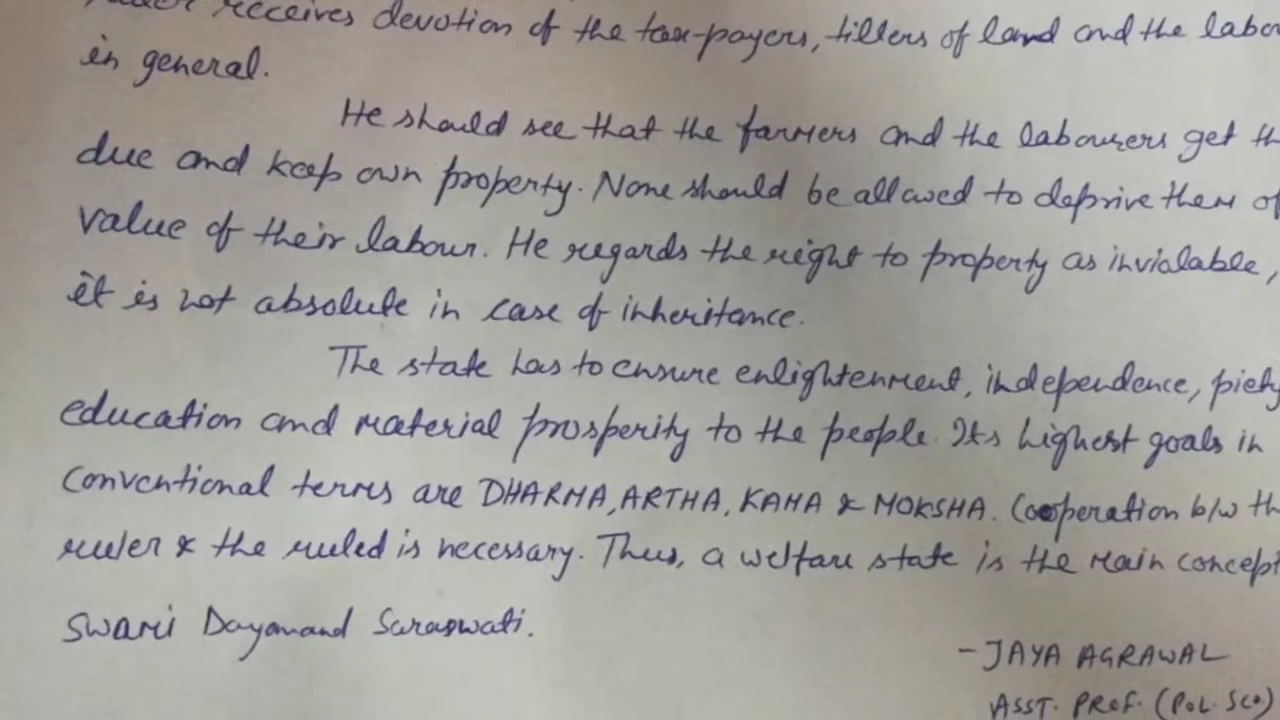 receives devotion of the tax-payers, tillers of land and the labo
in general.
He should see that the farmers and the labourers get th
due and keep own property. None should be allowed to deprive them of
value of their labour. He regards the right to property as inviolable,
it is not absolute in case of inheritance.
The state has to ensure enlightenment, independence, piety
education and material prosperity to the people. Its highest goals in
conventional terms are DHARMA, ARTHA, KAMA & MOKSHA. Cooperation b/w th
ruler & the ruled is necessary. Thus, a welfare state is the main concept
Swami Dayanand Saraswati.
- JAYA AGRAWAL
ASST. PROF. (POL. SC.)